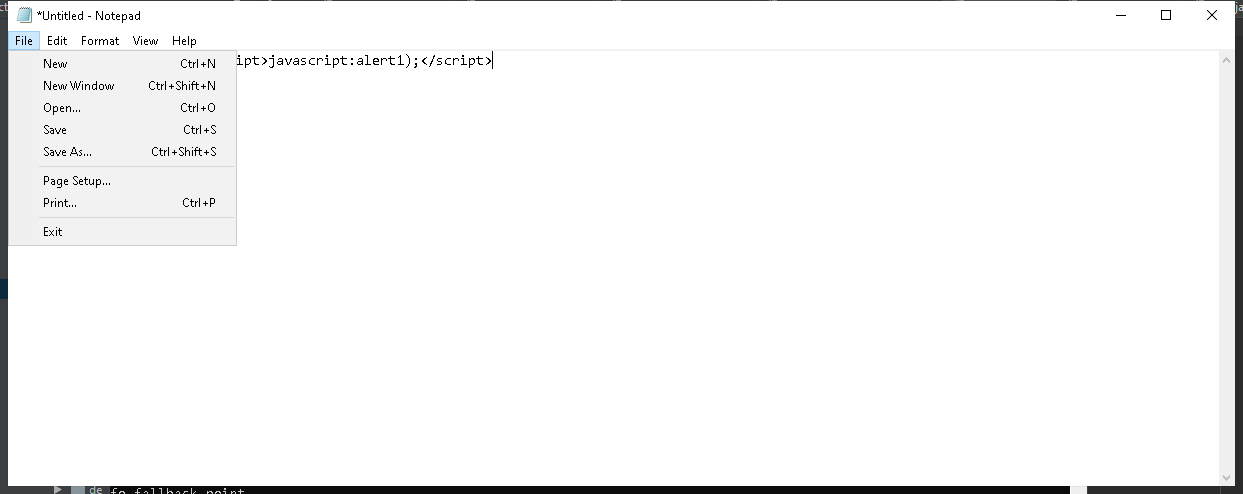 *Untitled - Notepad
File Edit Format View Help
ipt>javascript:alert1);</script>
New Ctrl+N
New Window Ctrl+Shift+N
Open... Ctrl+O
Save Ctrl+S
Save As... Ctrl+Shift+S
Page Setup...
Print... Ctrl+P
Exit
de fo fallback point